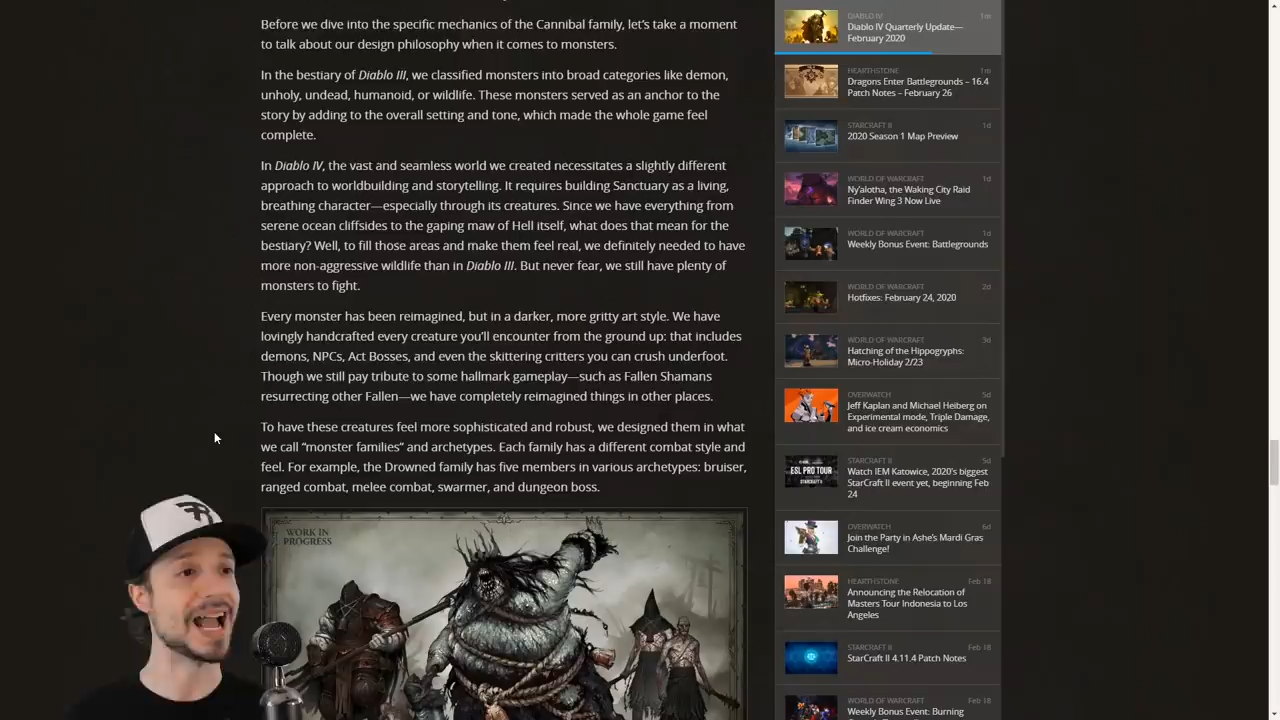 Before we dive into the specific mechanics of the Cannibal family, let's take a moment
to talk about our design philosophy when it comes to monsters.
In the bestiary of Diablo III, we classified monsters into broad categories like demon,
unholy, undead, humanoid, or wildlife. These monsters served as an anchor to the
story by adding to the overall setting and tone, which made the whole game feel
complete.
In Diablo IV, the vast and seamless world we created necessitates a slightly different
approach to worldbuilding and storytelling. It requires building Sanctuary as a living,
breathing character—especially through its creatures. Since we have everything from
serene ocean cliffsides to the gaping maw of Hell itself, what does that mean for the
bestiary? Well, to fill those areas and make them feel real, we definitely needed to have
more non-aggressive wildlife than in Diablo III. But never fear, we still have plenty of
monsters to fight.
Every monster has been reimagined, but in a darker, more gritty art style. We have
lovingly handcrafted every creature you'll encounter from the ground up: that includes
demons, NPCs, Act Bosses, and even the skittering critters you can crush underfoot.
Though we still pay tribute to some hallmark gameplay—such as Fallen Shamans
resurrecting other Fallen—we have completely reimagined things in other places.
To have these creatures feel more sophisticated and robust, we designed them in what
we call “monster families” and archetypes. Each family has a different combat style and
feel. For example, the Drowned family has five members in various archetypes: bruiser,
ranged combat, melee combat, swarmer, and dungeon boss.
WORK IN
PROGRESS
DIABLO IV 1m
Diablo IV Quarterly Update—
February 2020
HEARTHSTONE 1m
Dragons Enter Battlegrounds – 16.4
Patch Notes – February 26
STARCRAFT II 1d
2020 Season 1 Map Preview
WORLD OF WARCRAFT 1d
Ny'alotha, the Waking City Raid
Finder Wing 3 Now Live
WORLD OF WARCRAFT 1d
Weekly Bonus Event: Battlegrounds
WORLD OF WARCRAFT 2d
Hotfixes: February 24, 2020
WORLD OF WARCRAFT 3d
Hatching of the Hippogryphs:
Micro-Holiday 2/23
OVERWATCH 5d
Jeff Kaplan and Michael Heiberg on
Experimental mode, Triple Damage,
and ice cream economics
STARCRAFT II 5d
ESL PRO TOUR
Watch IEM Katowice, 2020's biggest
StarCraft II event yet, beginning Feb
24
OVERWATCH 6d
Join the Party in Ashe's Mardi Gras
Challenge!
HEARTHSTONE Feb 18
Announcing the Relocation of
Masters Tour Indonesia to Los
Angeles
STARCRAFT II Feb 18
StarCraft II 4.11.4 Patch Notes
WORLD OF WARCRAFT Feb 18
Weekly Bonus Event: Burning